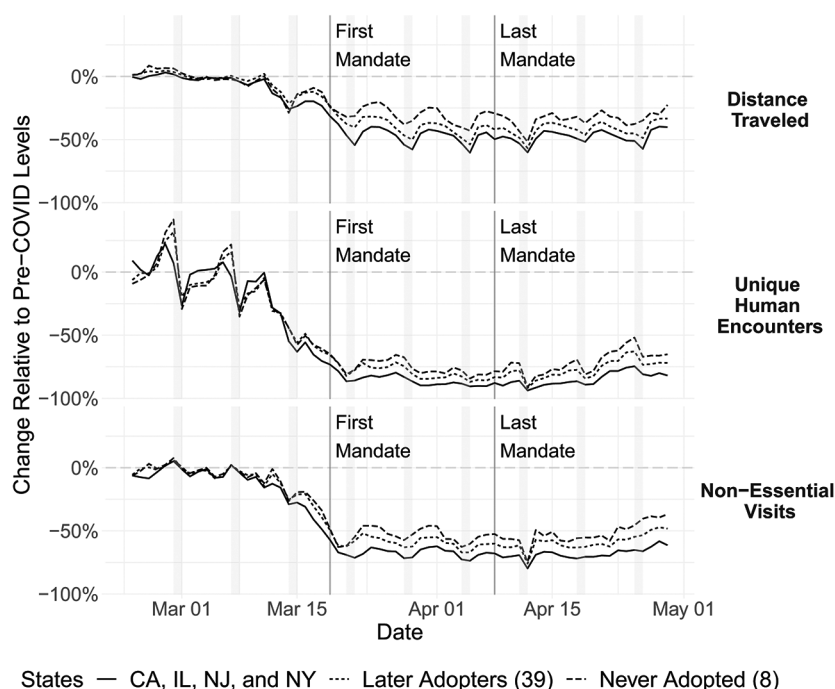 Change Relative to Pre−COVID Levels
First
Mandate
Last
Mandate
0%
−50%
−100%
Distance
Traveled
First
Mandate
Last
Mandate
0%
−50%
−100%
Unique
Human
Encounters
First
Mandate
Last
Mandate
0%
−50%
−100%
Non−Essential
Visits
Mar 01
Mar 15
Apr 01
Apr 15
May 01
Date
States CA, IL, NJ, and NY Later Adopters (39) Never Adopted (8)